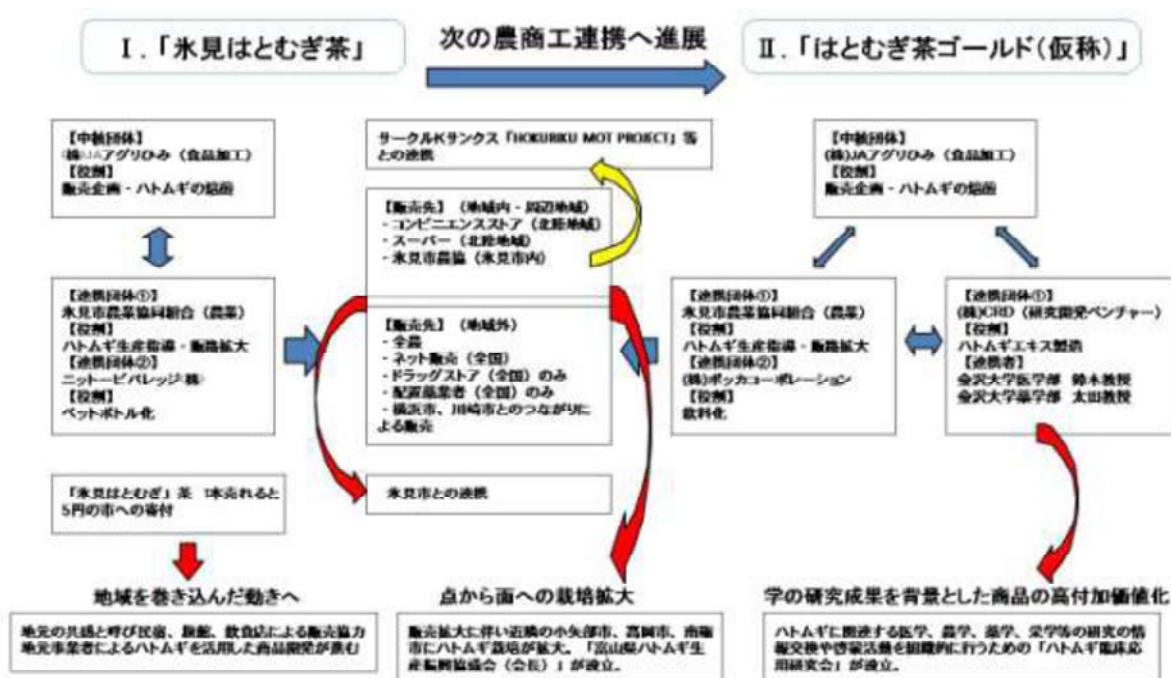 Ⅰ.「氷見はとむぎ茶」
次の農商工連携へ進展
Ⅱ.「はとむぎ茶ゴールド(仮称)」
【中核団体】
(株)JAアグリひみ(食品加工)
【役割】
販売企画・ハトムギの焙煎
サークルKサンクス「HOKURIKU MOT PROJECT」等
との連携
【中核団体】
(株)JAアグリひみ(食品加工)
【役割】
販売企画・ハトムギの焙煎
【販売先】(地域内・周辺地域)
・コンビニエンスストア(北陸地域)
・スーパー(北陸地域)
・氷見市農協(氷見市内)
【連携団体①】
氷見市農業協同組合(農業)
【役割】
ハトムギ生産指導・販路拡大
【連携団体②】
ニットービバレッジ(株)
【役割】
ペットボトル化
【販売先】(地域外)
・全農
・ネット販売(全国)
・ドラッグストア(全国)のみ
・配置薬業者(全国)のみ
・横浜市、川崎市とのつながりに
よる販売
【連携団体①】
氷見市農業協同組合(農業)
【役割】
ハトムギ生産指導・販路拡大
【連携団体②】
(株)ポッカコーポレーション
【役割】
飲料化
【連携団体①】
(株)CRD(研究開発ベンチャー)
【役割】
ハトムギエキス製造
【連携者】
金沢大学医学部 鈴木教授
金沢大学薬学部 太田教授
「氷見はとむぎ」茶 1本売れると
5円の市への寄付
氷見市との連携
地域を巻き込んだ動きへ
地元の共感と呼び民宿、旅館、飲食店による販売協力
地元事業者によるハトムギを活用した商品開発が進む
点から面への栽培拡大
販売拡大に伴い近隣の小矢部市、高岡市、南砺
市にハトムギ栽培が拡大。「富山県ハトムギ生
産振興協議会(会長)」が設立。
学の研究成果を背景とした商品の高付加価値化
ハトムギに関連する医学、農学、薬学、栄学等の研究の情
報交換や啓蒙活動を組織的に行うための「ハトムギ臨床応
用研究会」が設立。